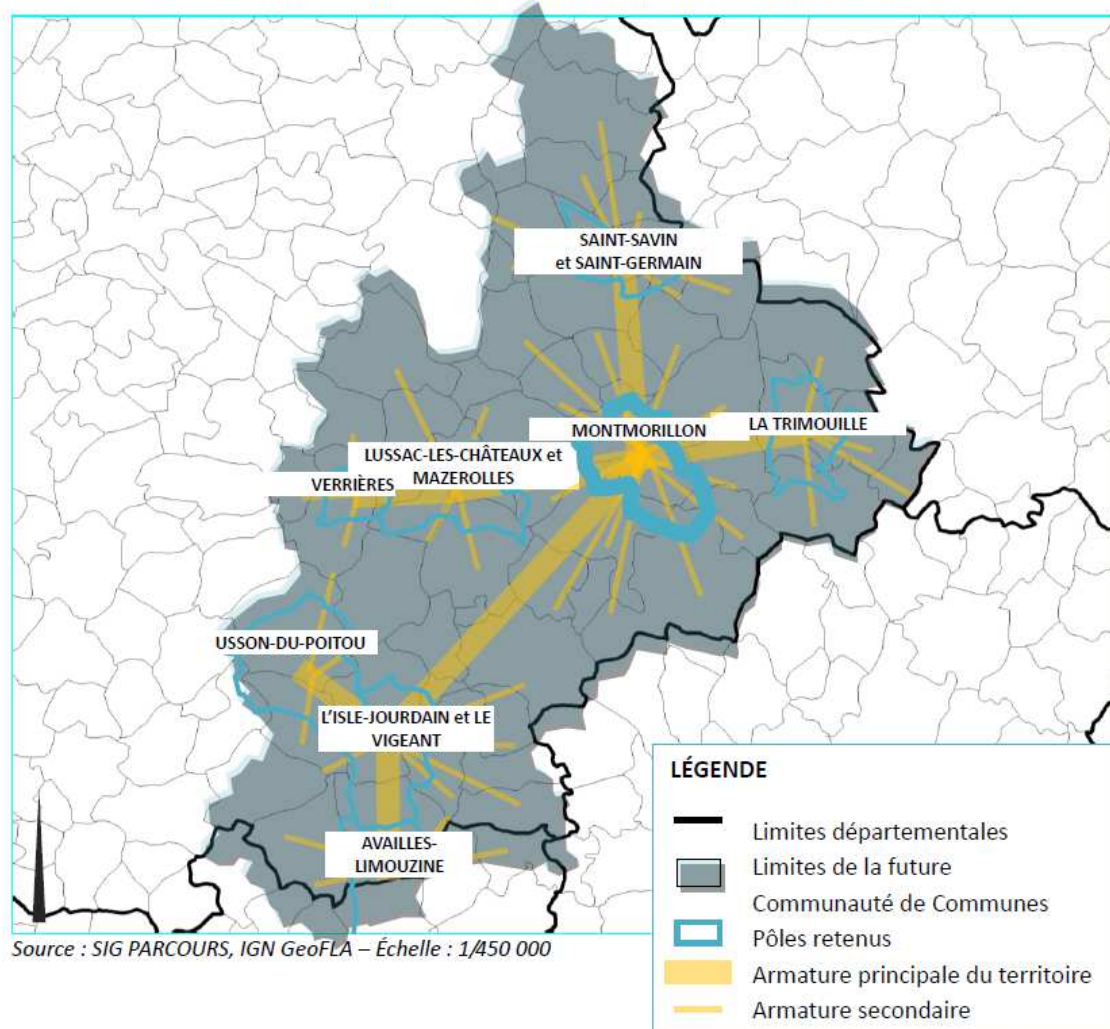 SAINT-SAVIN
et SAINT-GERMAIN
MONTMORILLON
LA TRIMOUILLE
LUSSAC-LES-CHÂTEAUX et
MAZEROLLES
VERRIÈRES
USSON-DU-POITOU
L'ISLE-JOURDAIN et LE
VIGEANT
AVAILLES-
LIMOUZINE
LÉGENDE
Limites départementales
Limites de la future
Communauté de Communes
Pôles retenus
Armature principale du territoire
Armature secondaire
Source : SIG PARCOURS, IGN GeoFLA – Échelle : 1/450 000